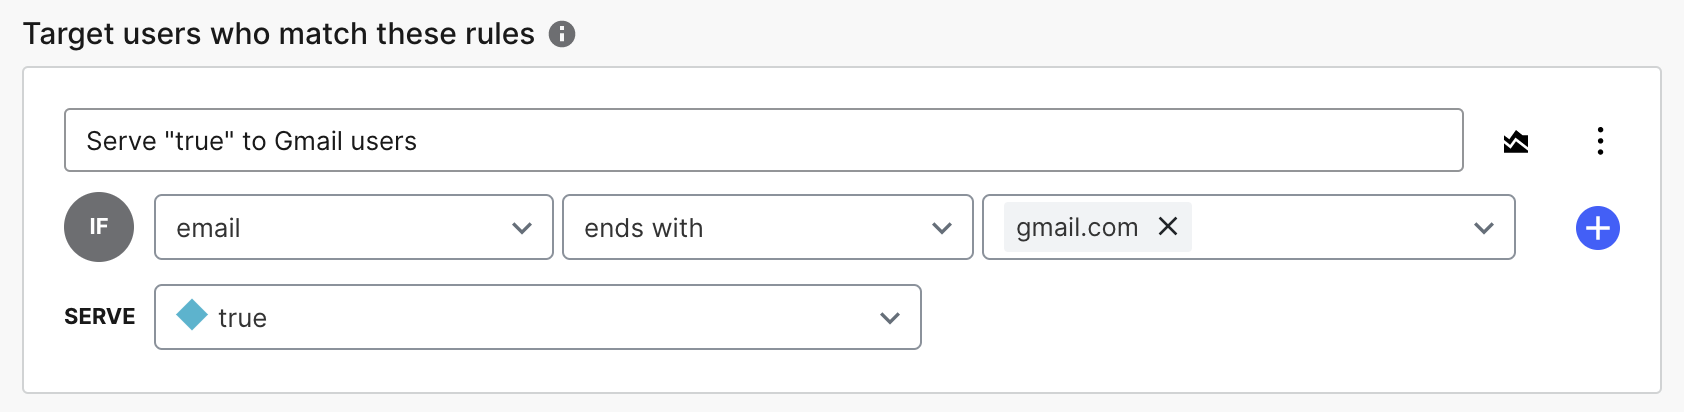 Target users who match these rules
Serve "true" to Gmail users
IF email ends with gmail.com
SERVE true